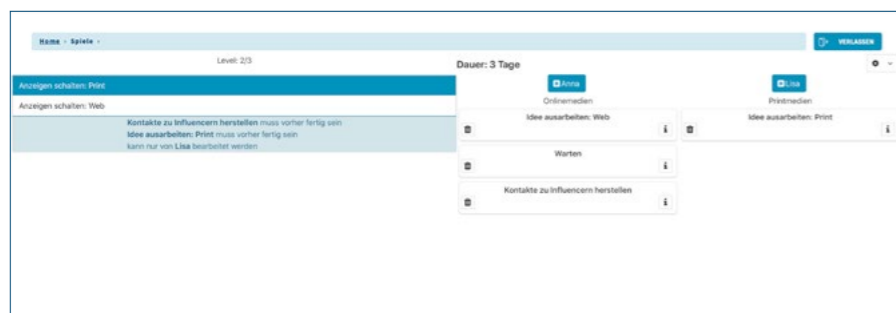 Home › Spiele ›
VERLASSEN
Level: 2/3
Anzeigen schalten: Print
Anzeigen schalten: Web
Kontakte zu Influencern herstellen muss vorher fertig sein
Idee ausarbeiten: Print muss vorher fertig sein
kann nur von Lisa bearbeitet werden
Dauer: 3 Tage
Anna
Onlinemedien
Idee ausarbeiten: Web
Warten
Kontakte zu Influencern herstellen
Lisa
Printmedien
Idee ausarbeiten: Print